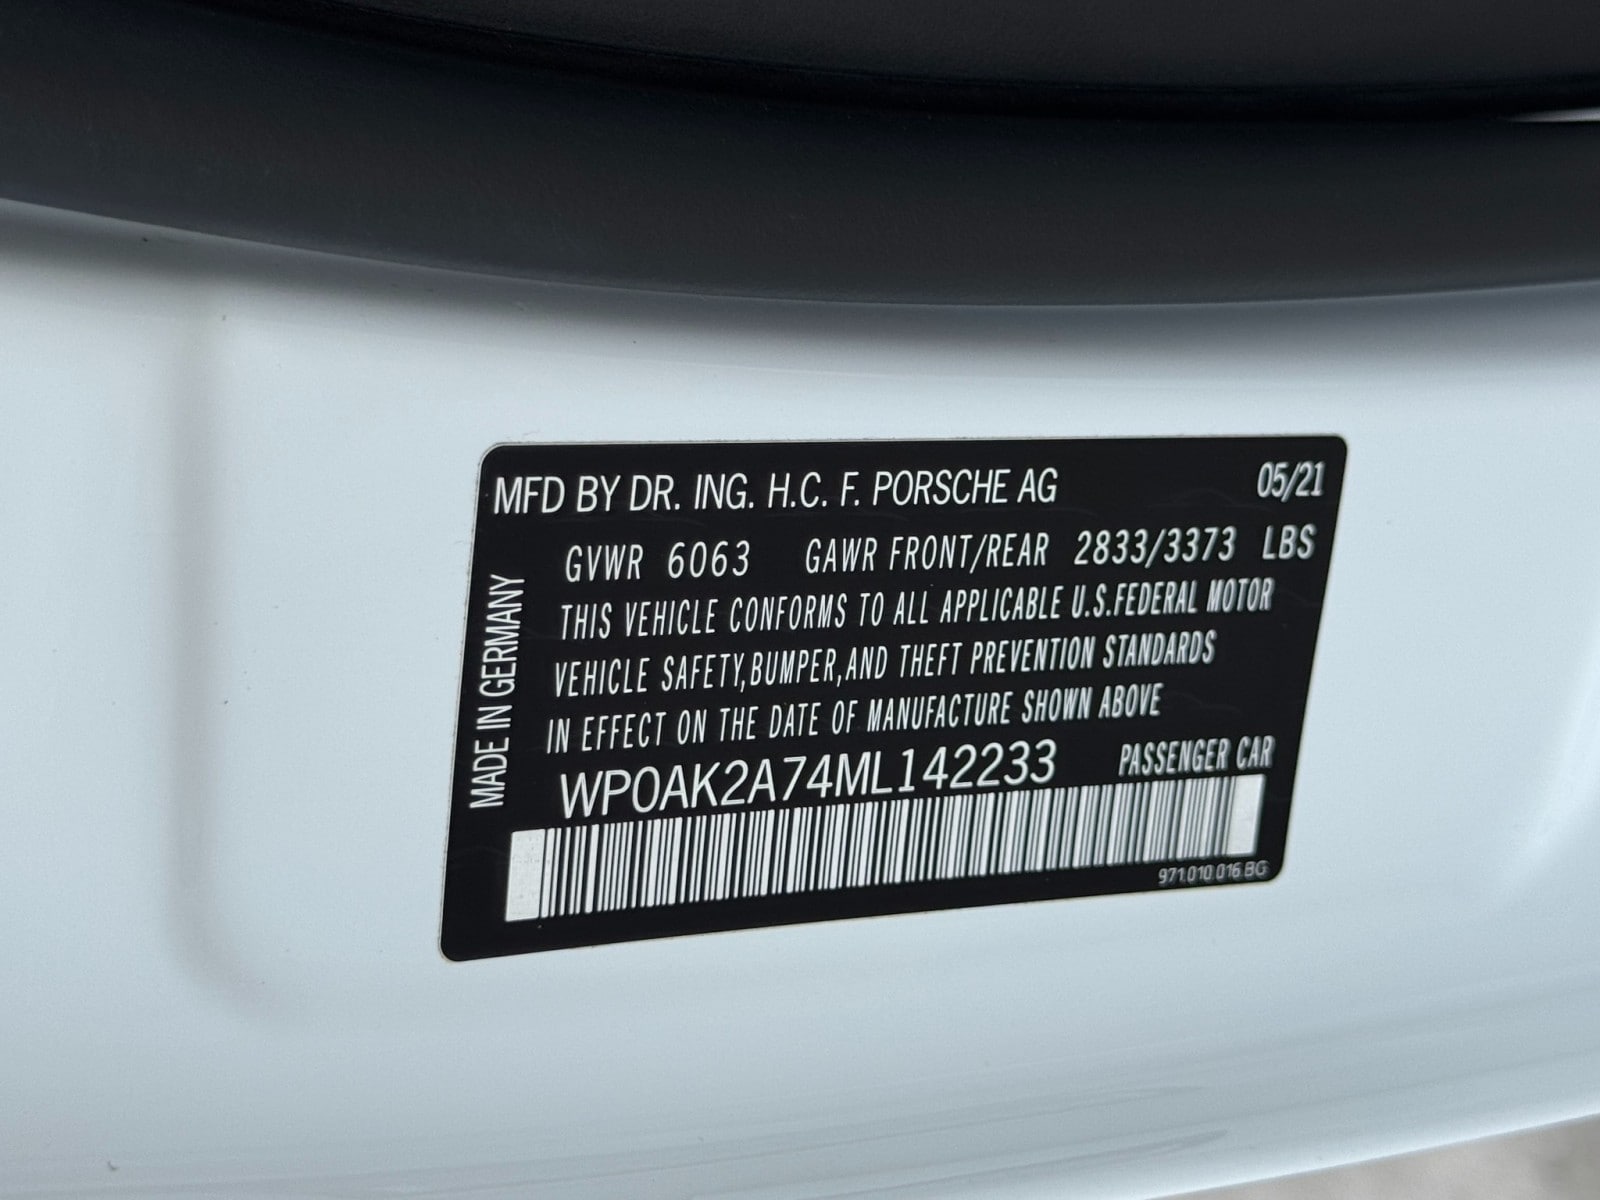 MFD BY DR. ING. H.C. F. PORSCHE AG 05/21
GVWR 6063 GAWR FRONT/REAR 2833/3373 LBS
THIS VEHICLE CONFORMS TO ALL APPLICABLE U.S.FEDERAL MOTOR
VEHICLE SAFETY,BUMPER,AND THEFT PREVENTION STANDARDS
IN EFFECT ON THE DATE OF MANUFACTURE SHOWN ABOVE
WP0AK2A74ML142233 PASSENGER CAR
971.010.016.BG
MADE IN GERMANY